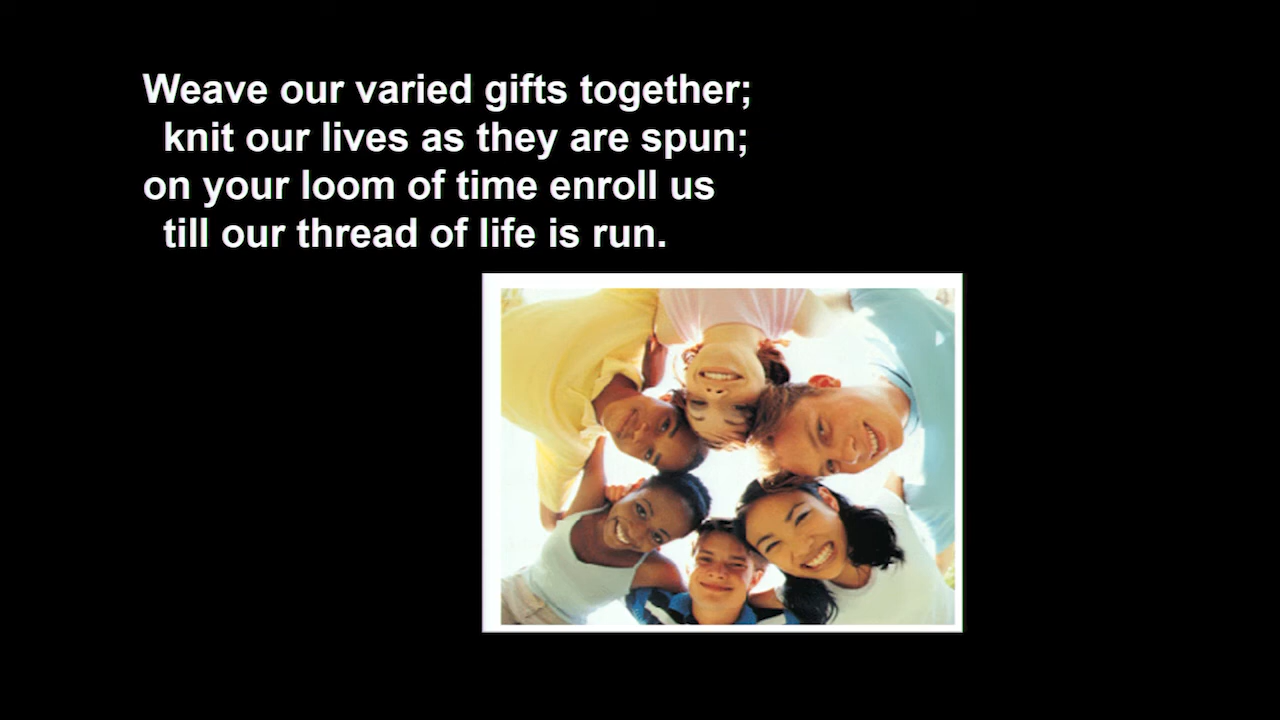 Weave our varied gifts together;
knit our lives as they are spun;
on your loom of time enroll us
till our thread of life is run.